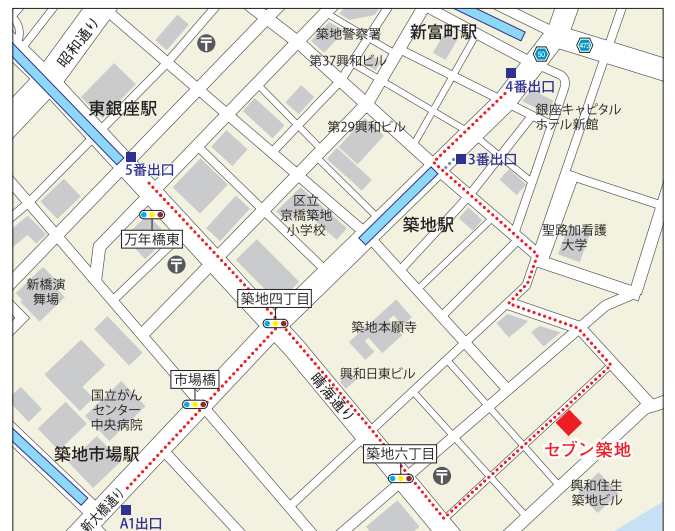 昭和通り
築地警察署
新富町駅
第37興和ビル
50
473
4番出口
東銀座駅
銀座キャピタル
ホテル新館
第29興和ビル
3番出口
5番出口
区立
京橋築地
小学校
築地駅
聖路加看護
大学
万年橋東
新橋演
舞場
築地四丁目
築地本願寺
市場橋
興和日東ビル
晴海通り
国立がん
センター
中央病院
築地六丁目
セブン築地
築地市場駅
興和住生
築地ビル
新大橋通り
A1出口